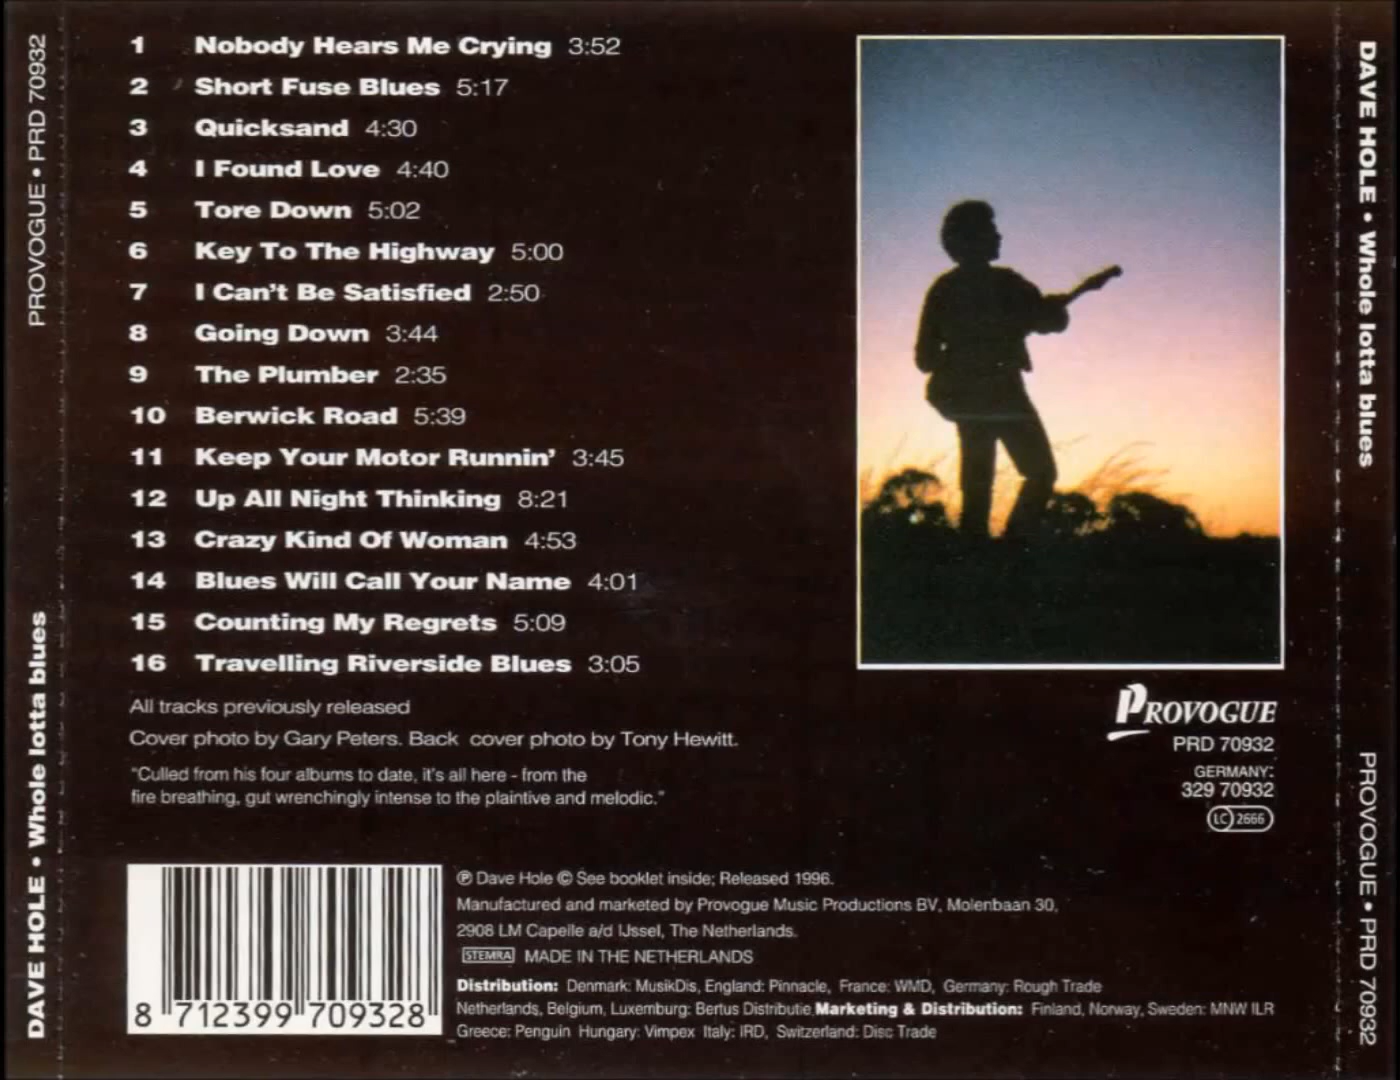 PROVOGUE • PRD 70932
DAVE HOLE • Whole lotta blues
1 Nobody Hears Me Crying 3:52
2 Short Fuse Blues 5:17
3 Quicksand 4:30
4 I Found Love 4:40
5 Tore Down 5:02
6 Key To The Highway 5:00
7 I Can't Be Satisfied 2:50
8 Going Down 3:44
9 The Plumber 2:35
10 Berwick Road 5:39
11 Keep Your Motor Runnin' 3:45
12 Up All Night Thinking 8:21
13 Crazy Kind Of Woman 4:53
14 Blues Will Call Your Name 4:01
15 Counting My Regrets 5:09
16 Travelling Riverside Blues 3:05
All tracks previously released
Cover photo by Gary Peters. Back cover photo by Tony Hewitt.
"Culled from his four albums to date, it's all here - from the
fire breathing, gut wrenchingly intense to the plaintive and melodic."
PROVOGUE
PRD 70932
GERMANY:
329 70932
LC 2666
8 712399 709328
℗ Dave Hole © See booklet inside; Released 1996.
Manufactured and marketed by Provogue Music Productions BV, Molenbaan 30,
2908 LM Capelle a/d IJssel, The Netherlands.
STEMRA MADE IN THE NETHERLANDS
Distribution: Denmark: MusikDis, England: Pinnacle, France: WMD, Germany: Rough Trade
Netherlands, Belgium, Luxemburg: Bertus Distributie Marketing & Distribution: Finland, Norway, Sweden: MNW ILR
Greece: Penguin Hungary: Vimpex Italy: IRD, Switzerland: Disc Trade
DAVE HOLE • Whole lotta blues
PROVOGUE • PRD 70932